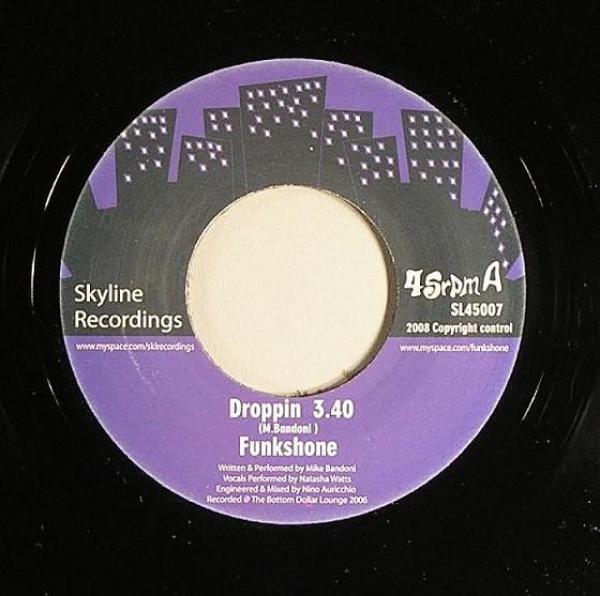 Skyline
Recordings
45rpm A
SL45007
2008 Copyright control
www.myspace.com/sklrecordings
www.myspace.com/funkshone
Droppin 3.40
(M.Bandoni )
Funkshone
Written & Performed by Mike Bandoni
Vocals Performed by Natasha Watts
Engineered & Mixed by Nino Auricchio
Recorded @ The Bottom Dollar Lounge 2006